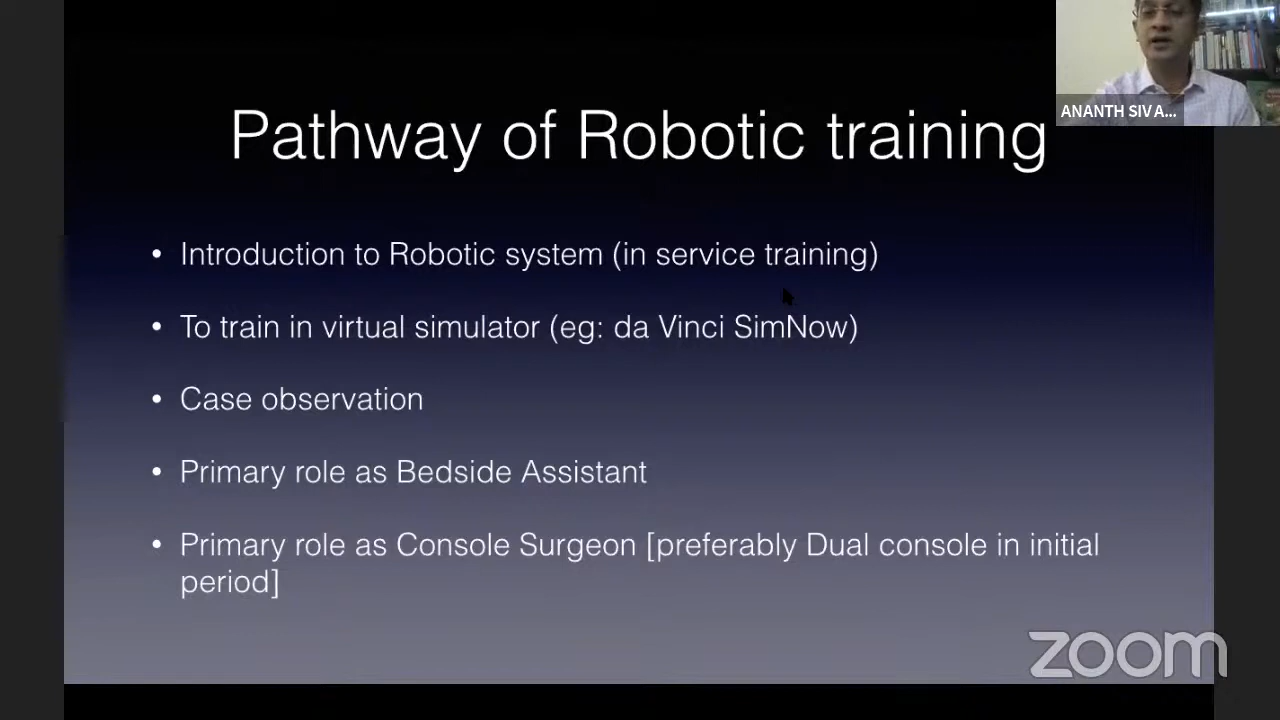 ANANTH SIVA...
Pathway of Robotic training
• Introduction to Robotic system (in service training)
• To train in virtual simulator (eg: da Vinci SimNow)
• Case observation
• Primary role as Bedside Assistant
• Primary role as Console Surgeon [preferably Dual console in initial
period]
zoom